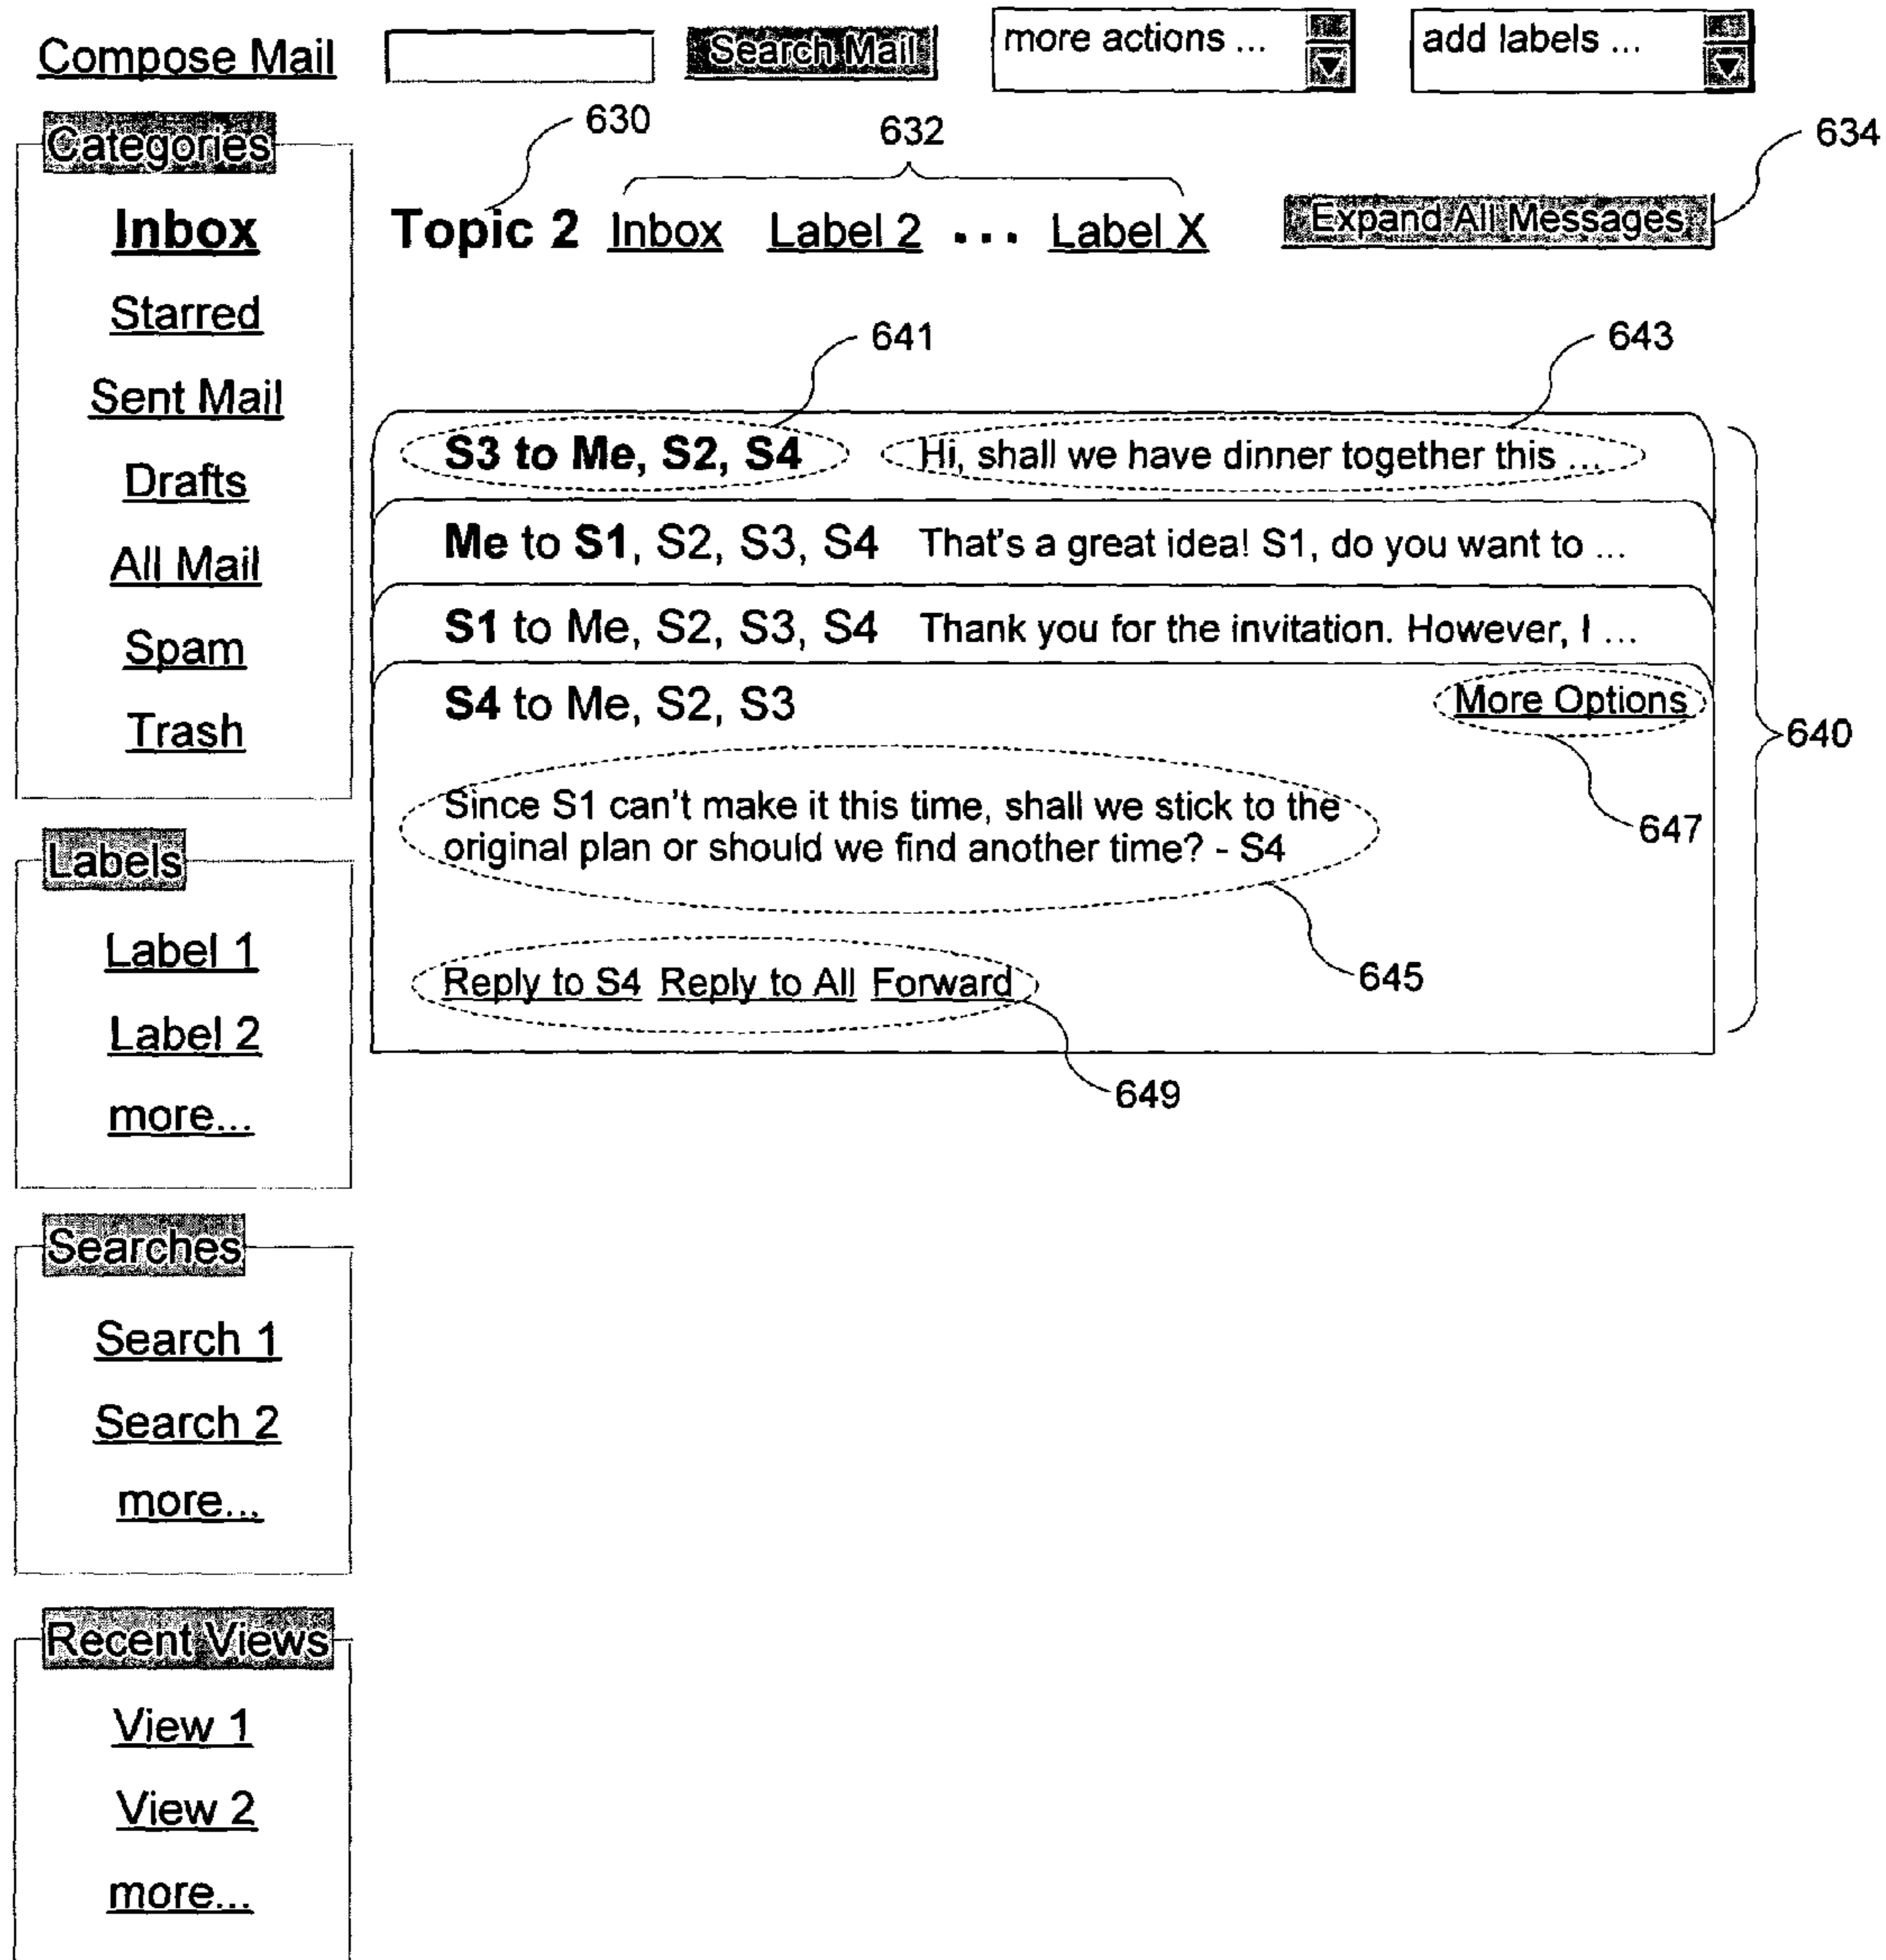 Compose Mail Search Mail more actions ... add labels ...
630 632 634
Categories
Inbox
Starred
Sent Mail
Drafts
All Mail
Spam
Trash
Topic 2 Inbox Label 2 ... Label X Expand All Messages
641 643
S3 to Me, S2, S4 Hi, shall we have dinner together this ...
Me to S1, S2, S3, S4 That's a great idea! S1, do you want to ...
S1 to Me, S2, S3, S4 Thank you for the invitation. However, I ...
S4 to Me, S2, S3 More Options
640
647
Since S1 can't make it this time, shall we stick to the
original plan or should we find another time? - S4
645
Reply to S4 Reply to All Forward
649
Labels
Label 1
Label 2
more...
Searches
Search 1
Search 2
more...
Recent Views
View 1
View 2
more...